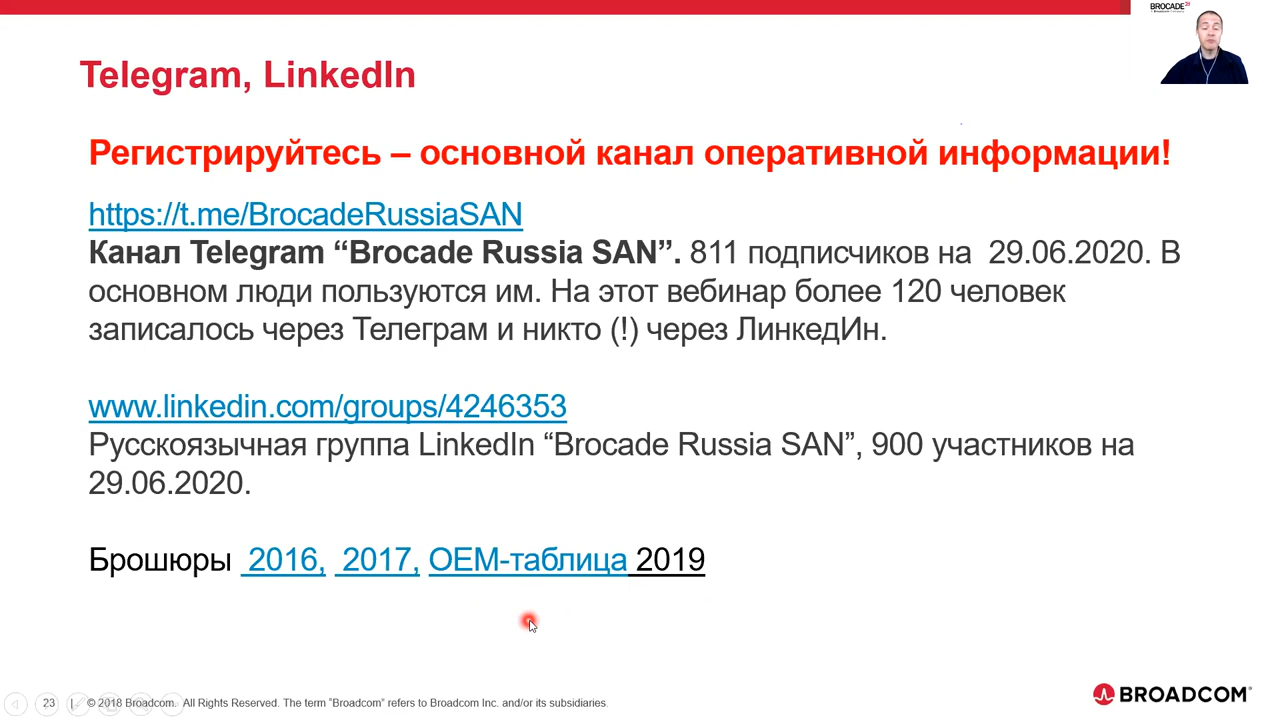 BROCADE
Telegram, LinkedIn
Регистрируйтесь – основной канал оперативной информации!
https://t.me/BrocadeRussiaSAN
Канал Telegram “Brocade Russia SAN”. 811 подписчиков на 29.06.2020. В
основном люди пользуются им. На этот вебинар более 120 человек
записалось через Телеграм и никто (!) через ЛинкедИн.
www.linkedin.com/groups/4246353
Русскоязычная группа LinkedIn “Brocade Russia SAN”, 900 участников на
29.06.2020.
Брошюры 2016, 2017, OEM-таблица 2019
23 | © 2018 Broadcom. All Rights Reserved. The term “Broadcom” refers to Broadcom Inc. and/or its subsidiaries.
BROADCOM®